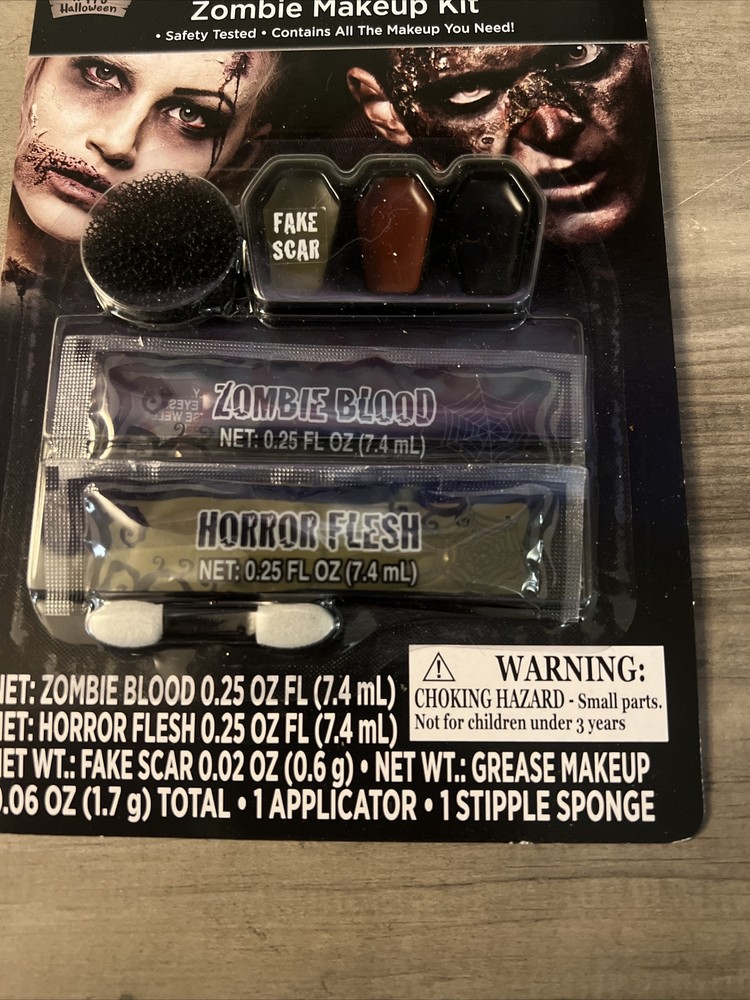 Halloween
Zombie Makeup Kit
• Safety Tested • Contains All The Makeup You Need!
FAKE
SCAR
ZOMBIE BLOOD
NET: 0.25 FL OZ (7.4 mL)
HORROR FLESH
NET: 0.25 FL OZ (7.4 mL)
NET: ZOMBIE BLOOD 0.25 OZ FL (7.4 mL)
NET: HORROR FLESH 0.25 OZ FL (7.4 mL)
NET WT.: FAKE SCAR 0.02 OZ (0.6 g) • NET WT.: GREASE MAKEUP
0.06 OZ (1.7 g) TOTAL • 1 APPLICATOR • 1 STIPPLE SPONGE
WARNING:
CHOKING HAZARD - Small parts.
Not for children under 3 years